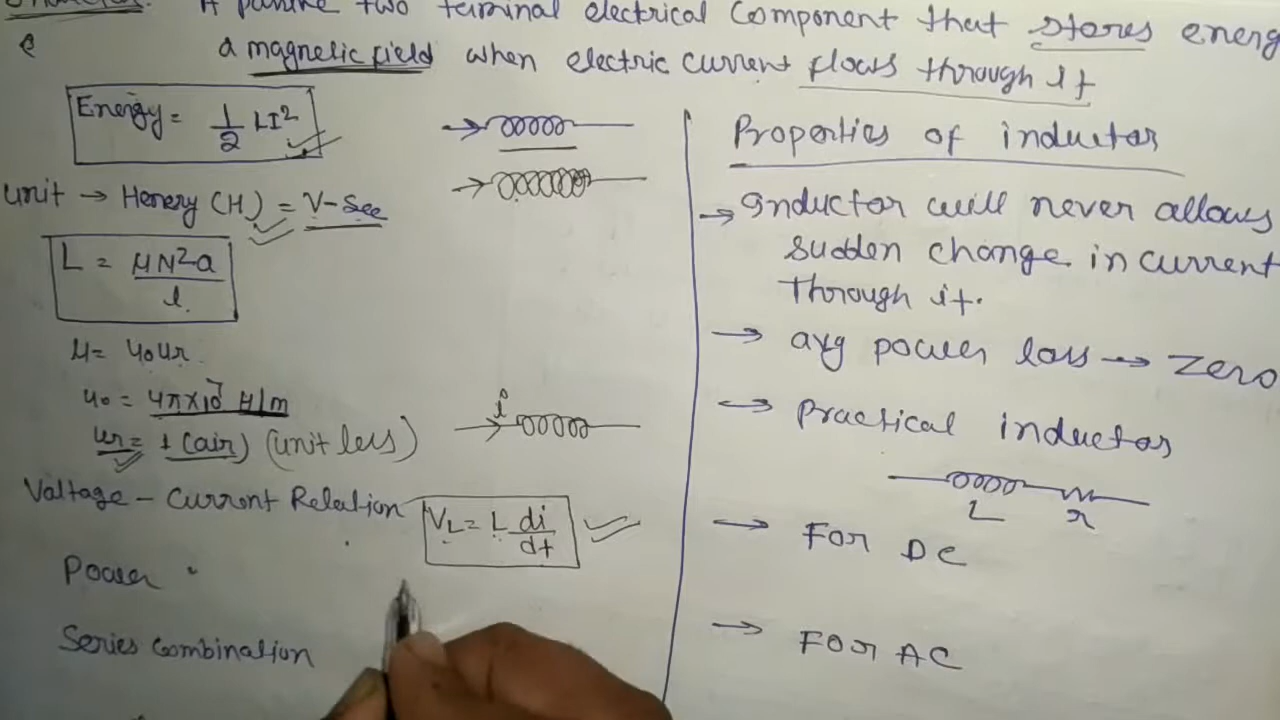 A passive two terminal electrical Component that stores energ
a magnetic field when electric current flows through it
Energy = 1/2 LI²
Unit → Henery (H) = V-Sec
L = μN²a / l
μ = μ₀μr
μ₀ = 4π×10⁻⁷ H/m
μr = 1 (air) (unit less)
Voltage - Current Relation V_L = L di/dt
Power
Series Combination
i
Properties of inductor
→ Inductor will never allows
sudden change in current
through it.
→ avg power loss → Zero
→ Practical inductor
L r
→ For DC
→ For AC